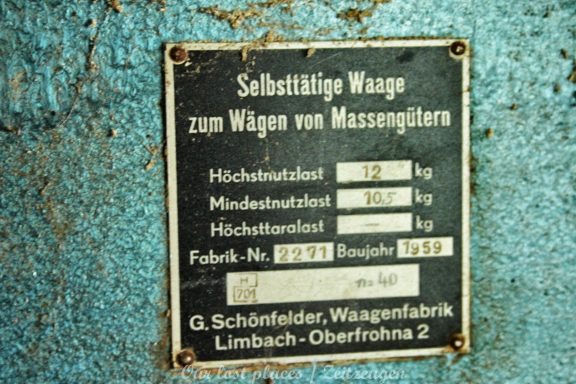 Selbsttätige Waage
zum Wägen von Massengütern
Höchstnutzlast 12 kg
Mindestnutzlast 10,5 kg
Höchsttaralast — kg
Fabrik-Nr. 2271 Baujahr 1959
H
701 n= 40
G. Schönfelder, Waagenfabrik
Limbach-Oberfrohna 2
Our lost places / Zeitzeugen